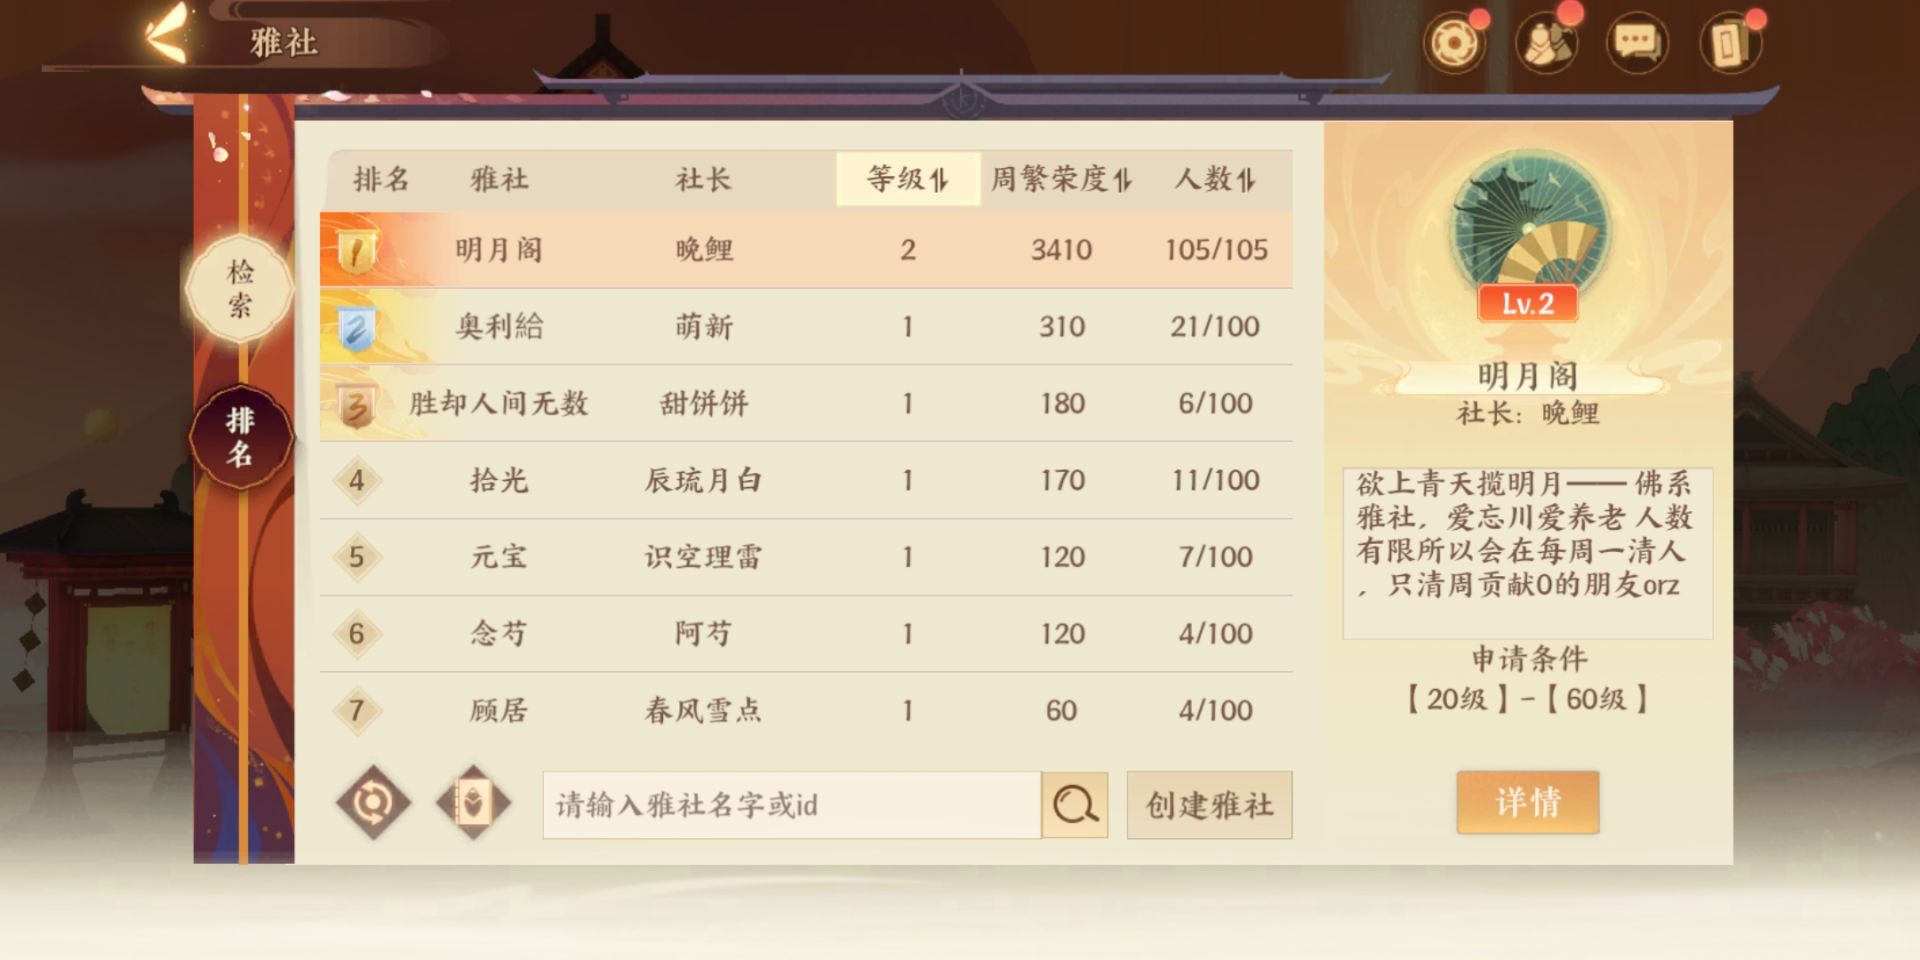 雅社
检索
排名
排名 雅社 社长 等级 周繁荣度 人数
1 明月阁 晚鲤 2 3410 105/105
2 奥利給 萌新 1 310 21/100
3 胜却人间无数 甜饼饼 1 180 6/100
4 拾光 辰琉月白 1 170 11/100
5 元宝 识空理雷 1 120 7/100
6 念芍 阿芍 1 120 4/100
7 顾居 春风雪点 1 60 4/100
请输入雅社名字或id
创建雅社
Lv.2
明月阁
社长：晚鲤
欲上青天揽明月——佛系
雅社，爱忘川爱养老 人数
有限所以会在每周一清人
，只清周贡献0的朋友orz
申请条件
【20级】-【60级】
详情